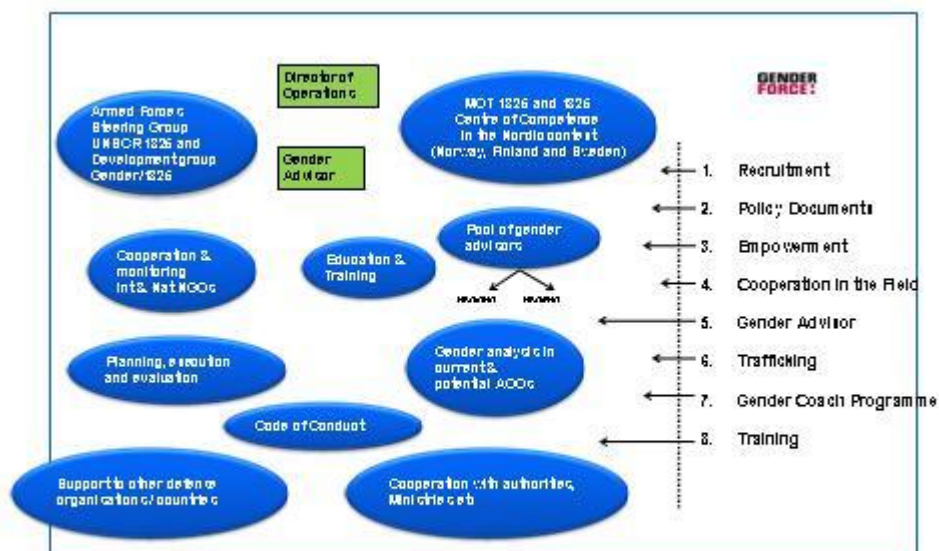 Director of
Operations
GENDER
FORCE!
Armed Forces
Steering Group
UNSCR 1325 and
Development group
Gender/1325
MOT 1325 and 1325
Centre of Competence
in the Nordic context
(Norway, Finland and Sweden)
Gender
Advisor
1. Recruitment
2. Policy Documents
3. Empowerment
4. Cooperation in the Field
5. Gender Advisor
6. Trafficking
7. Gender Coach Programme
8. Training
Pool of gender
advisors
Cooperation &
monitoring
Int & Nat NGOs
Education &
Training
Planning, execution
and evaluation
Gender analysis in
current &
potential AOOs
Code of Conduct
Support to other defence
organisations/countries
Cooperation with authorities,
Ministries etc